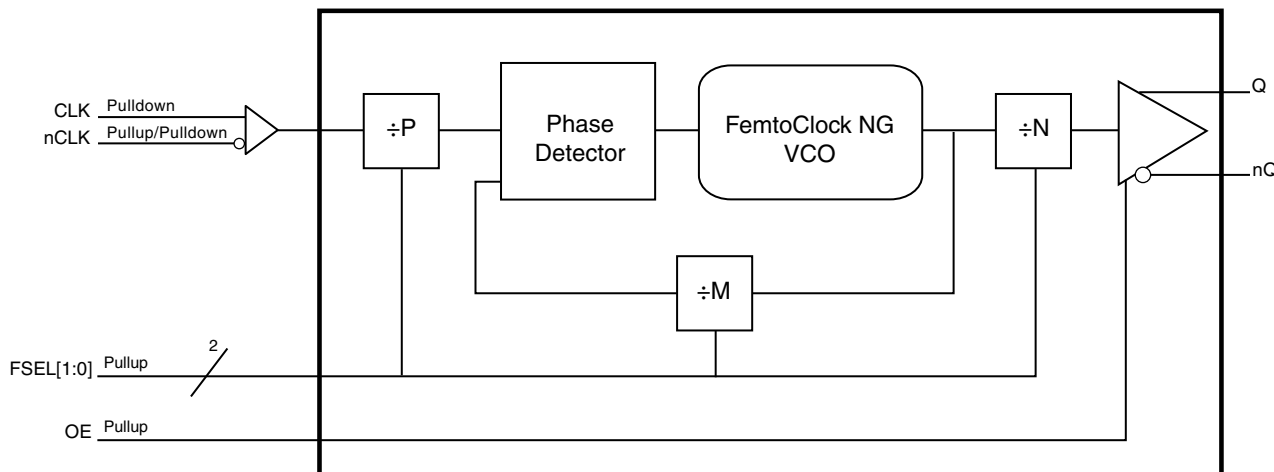 CLK Pulldown
nCLK Pullup/Pulldown
÷P
Phase
Detector
FemtoClock NG
VCO
÷N
Q
nQ
÷M
FSEL[1:0] Pullup
2
OE Pullup